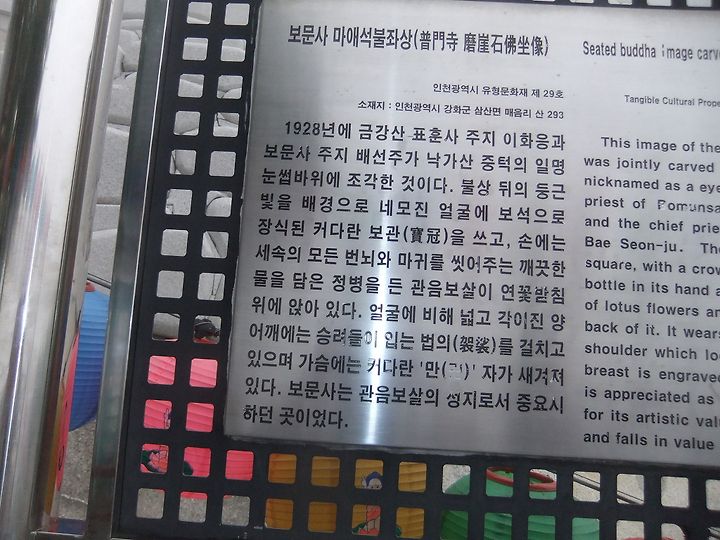 보문사 마애석불좌상(普門寺 磨崖石佛坐像)
인천광역시 유형문화재 제 29호
소재지 : 인천광역시 강화군 삼산면 매음리 산 293
1928년에 금강산 표훈사 주지 이화응과
보문사 주지 배선주가 낙가산 중턱의 일명
눈썹바위에 조각한 것이다. 불상 뒤의 둥근
빛을 배경으로 네모진 얼굴에 보석으로
장식된 커다란 보관(寶冠)을 쓰고, 손에는
세속의 모든 번뇌와 마귀를 씻어주는 깨끗한
물을 담은 정병을 든 관음보살이 연꽃받침
위에 앉아 있다. 얼굴에 비해 넓고 각이진 양
어깨에는 승려들이 입는 법의(袈裟)를 걸치고
있으며 가슴에는 커다란 '만( )' 자가 새겨져
있다. 보문사는 관음보살의 성지로서 중요시
하던 곳이었다.
Seated buddha image
Tangible Cultural
This image of the
was jointly carved
nicknamed as a
priest of Pomunsa
and the chief
Bae Seon-ju.
square, with a
bottle in its hand
of lotus flowers
back of it. It wears
shoulder which
breast is engraved
is appreciated as
for its artistic
and falls in value